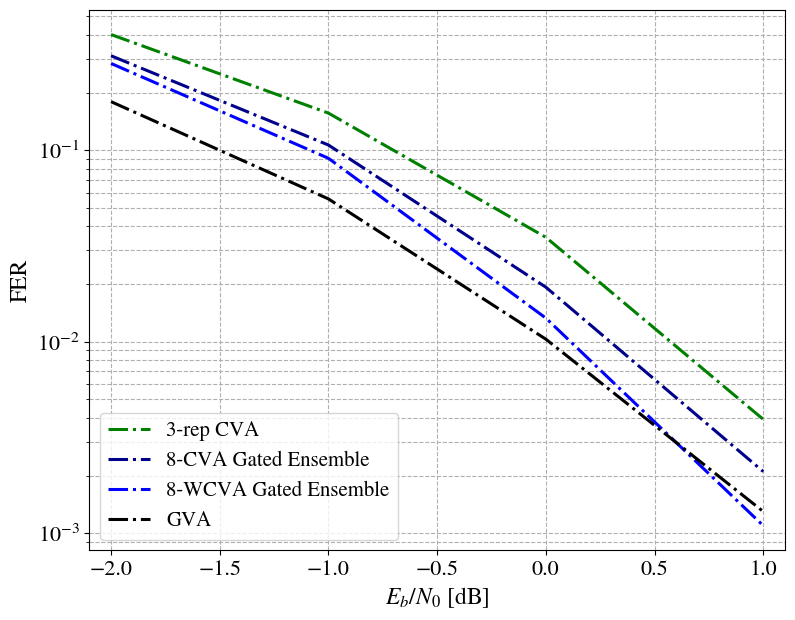 10⁻¹
10⁻²
10⁻³
FER
3-rep CVA
8-CVA Gated Ensemble
8-WCVA Gated Ensemble
GVA
−2.0 −1.5 −1.0 −0.5 0.0 0.5 1.0
E_b/N_0 [dB]